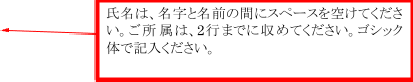 氏名は、名字と名前の間にスペースを空けてくださ
い。ご所属は、2行までに収めてください。ゴシック
体で記入ください。